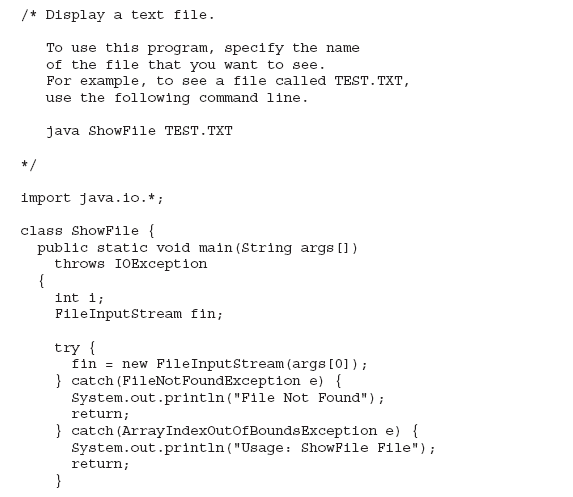 /* Display a text file.

   To use this program, specify the name
   of the file that you want to see.
   For example, to see a file called TEST.TXT,
   use the following command line.

   java ShowFile TEST.TXT

*/

import java.io.*;

class ShowFile {
  public static void main(String args[])
    throws IOException
  {
    int i;
    FileInputStream fin;

    try {
      fin = new FileInputStream(args[0]);
    } catch(FileNotFoundException e) {
      System.out.println("File Not Found");
      return;
    } catch(ArrayIndexOutOfBoundsException e) {
      System.out.println("Usage: ShowFile File");
      return;
    }